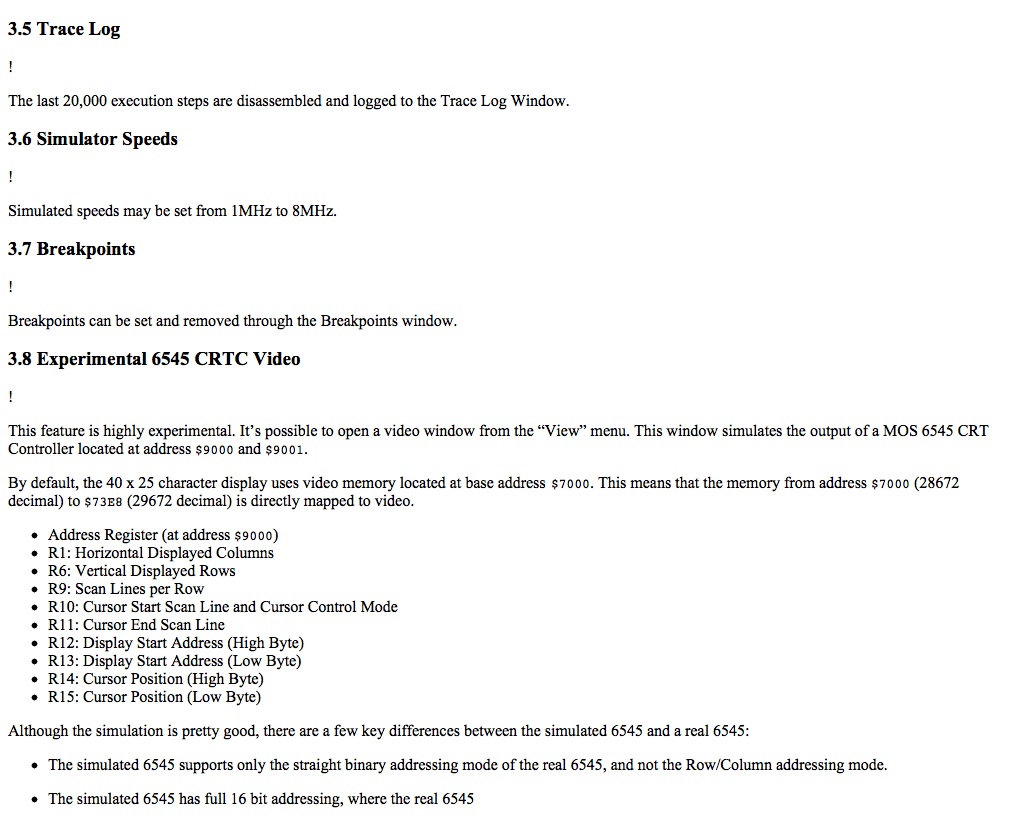 3.5 Trace Log
!
The last 20,000 execution steps are disassembled and logged to the Trace Log Window.
3.6 Simulator Speeds
!
Simulated speeds may be set from 1MHz to 8MHz.
3.7 Breakpoints
!
Breakpoints can be set and removed through the Breakpoints window.
3.8 Experimental 6545 CRTC Video
!
This feature is highly experimental. It’s possible to open a video window from the “View” menu. This window simulates the output of a MOS 6545 CRT
Controller located at address $9000 and $9001.
By default, the 40 x 25 character display uses video memory located at base address $7000. This means that the memory from address $7000 (28672
decimal) to $73E8 (29672 decimal) is directly mapped to video.
• Address Register (at address $9000)
• R1: Horizontal Displayed Columns
• R6: Vertical Displayed Rows
• R9: Scan Lines per Row
• R10: Cursor Start Scan Line and Cursor Control Mode
• R11: Cursor End Scan Line
• R12: Display Start Address (High Byte)
• R13: Display Start Address (Low Byte)
• R14: Cursor Position (High Byte)
• R15: Cursor Position (Low Byte)
Although the simulation is pretty good, there are a few key differences between the simulated 6545 and a real 6545:
• The simulated 6545 supports only the straight binary addressing mode of the real 6545, and not the Row/Column addressing mode.
• The simulated 6545 has full 16 bit addressing, where the real 6545